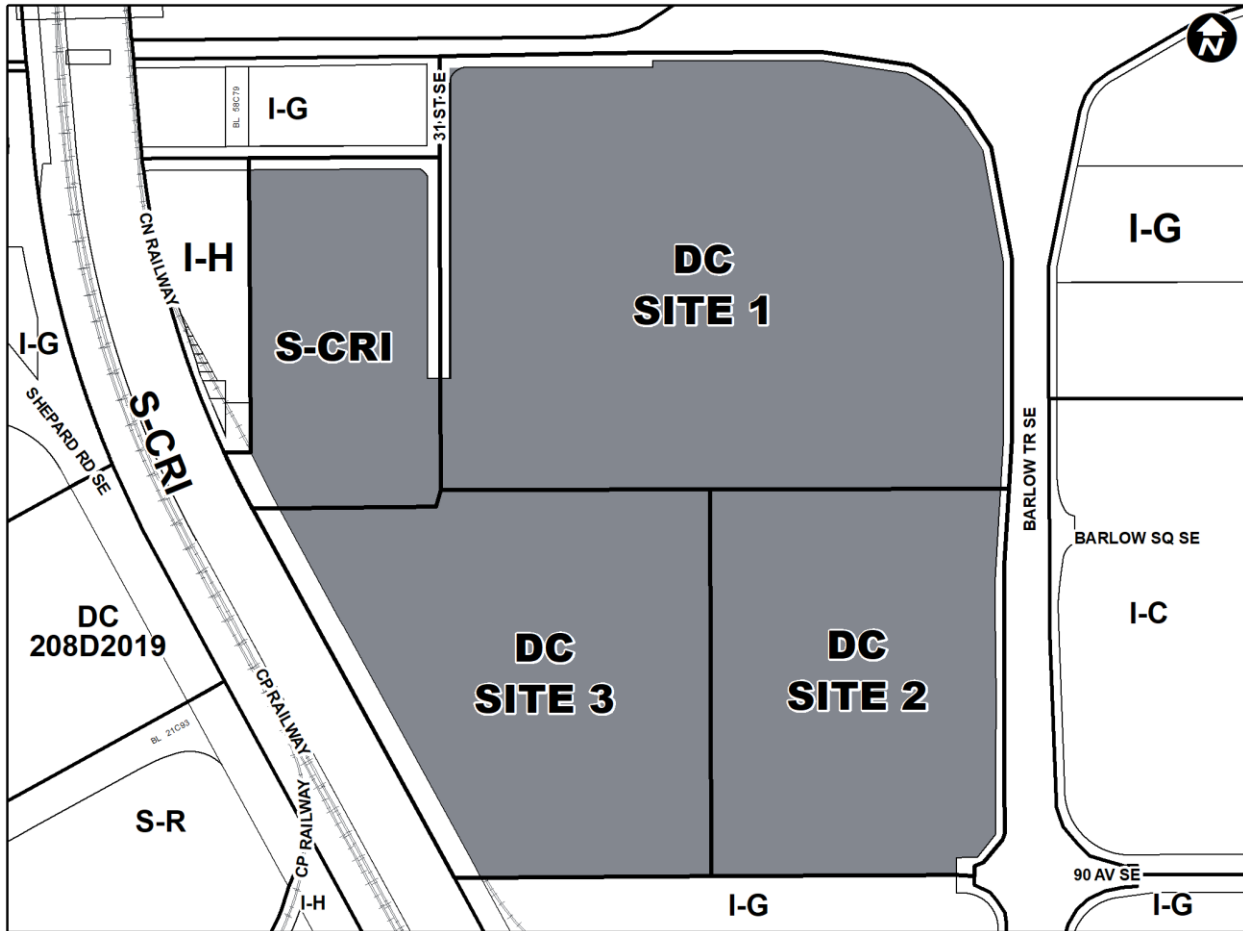 N
I-G
BL 58C79
31 ST SE
DC
SITE 1
I-G
CN RAILWAY
I-H
S-CRI
I-G
SHEPARD RD SE
S-CRI
BARLOW TR SE
BARLOW SQ SE
I-C
DC
208D2019
DC
SITE 3
DC
SITE 2
CP RAILWAY
BL 21C93
S-R
CP RAILWAY
I-H
I-G
90 AV SE
I-G